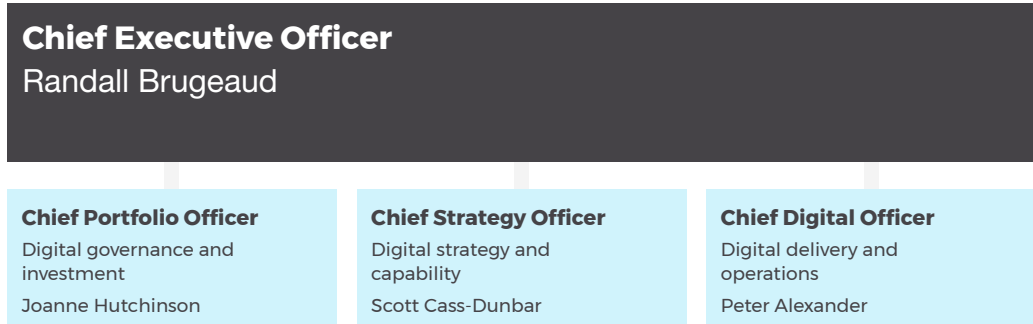 Chief Executive Officer
Randall Brugeaud
Chief Portfolio Officer
Digital governance and
investment
Joanne Hutchinson
Chief Strategy Officer
Digital strategy and
capability
Scott Cass-Dunbar
Chief Digital Officer
Digital delivery and
operations
Peter Alexander